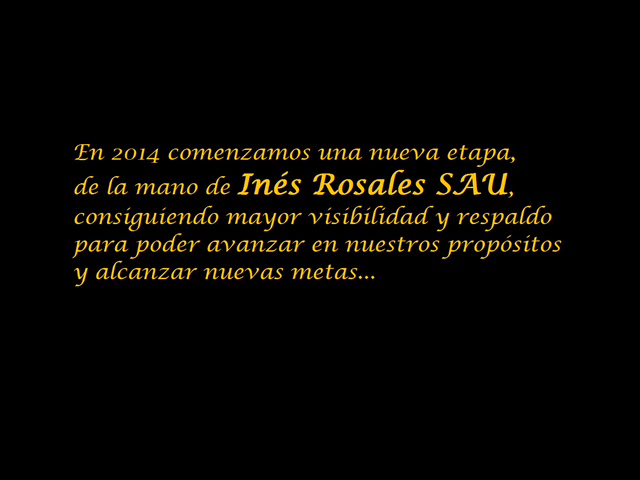 En 2014 comenzamos una nueva etapa,
de la mano de Inés Rosales SAU,
consiguiendo mayor visibilidad y respaldo
para poder avanzar en nuestros propósitos
y alcanzar nuevas metas...